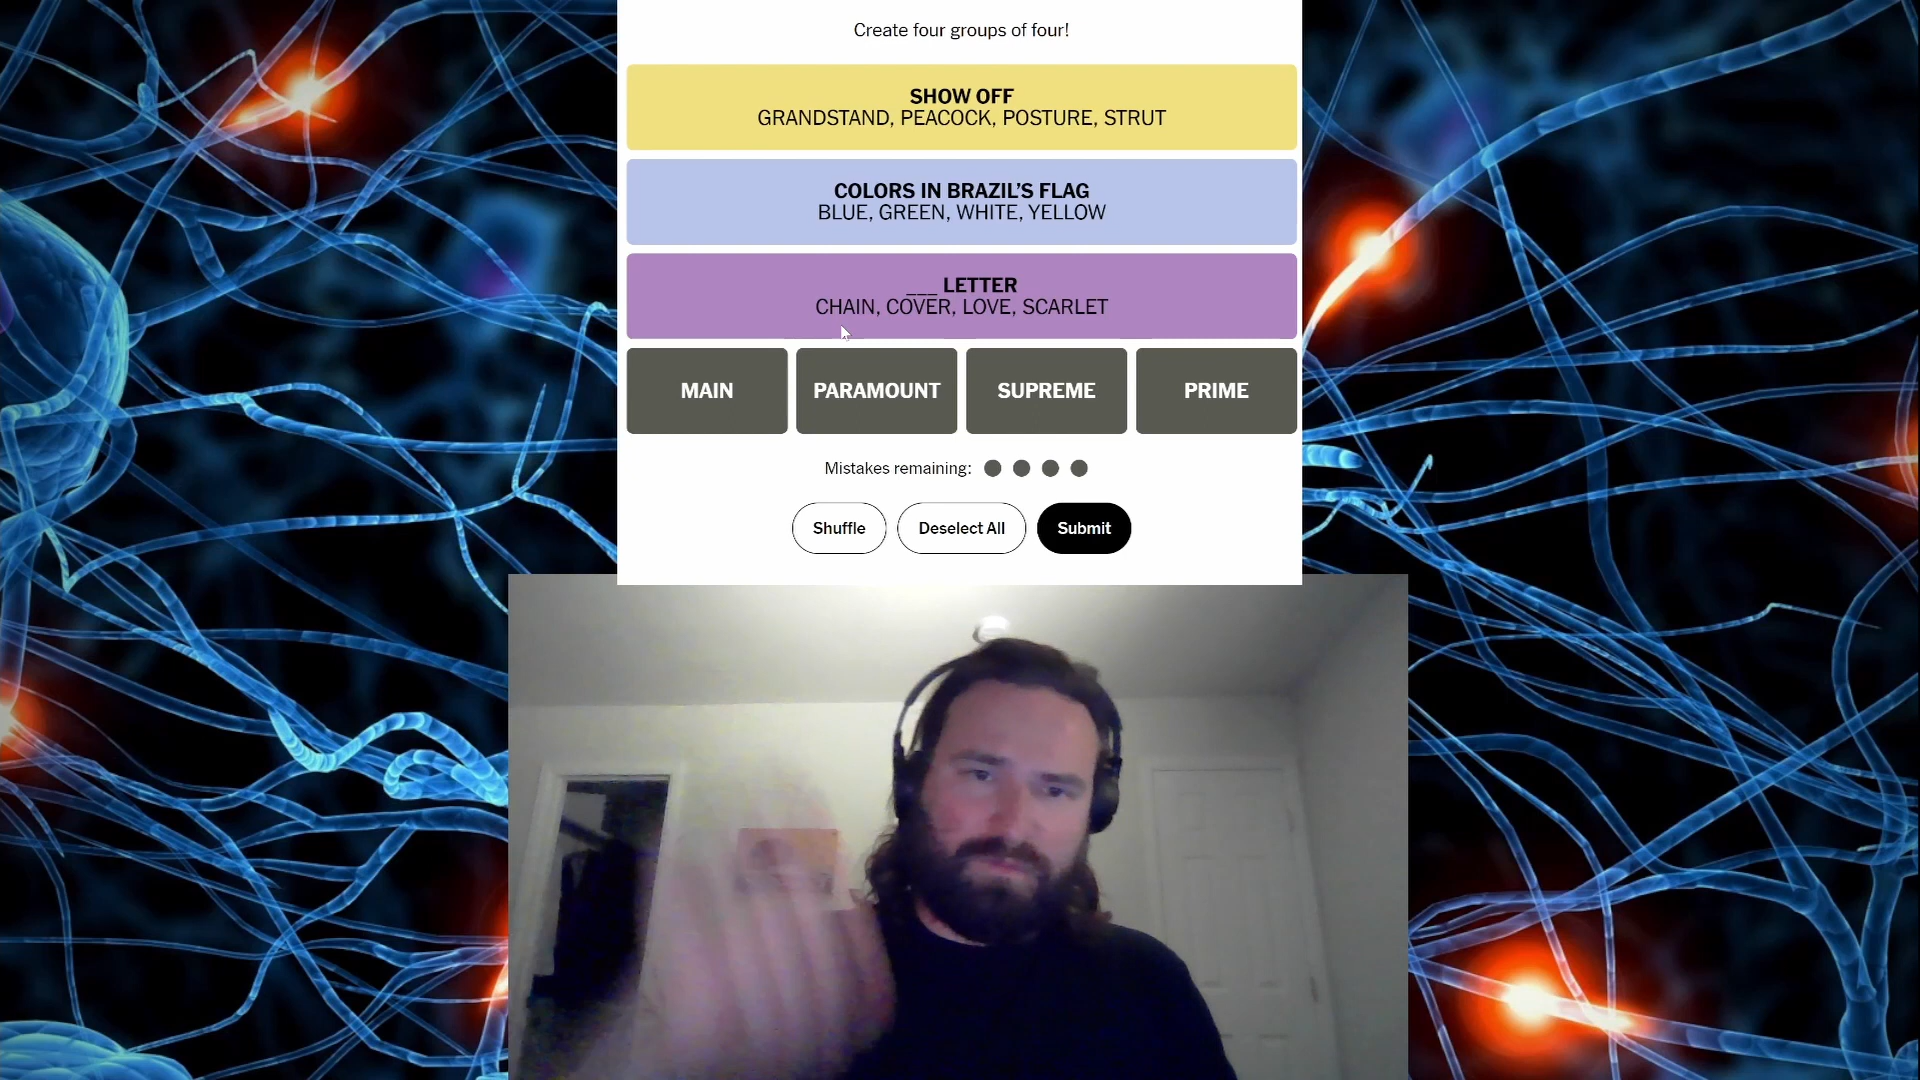 Create four groups of four!
SHOW OFF
GRANDSTAND, PEACOCK, POSTURE, STRUT
COLORS IN BRAZIL’S FLAG
BLUE, GREEN, WHITE, YELLOW
___ LETTER
CHAIN, COVER, LOVE, SCARLET
MAIN PARAMOUNT SUPREME PRIME
Mistakes remaining:
Shuffle Deselect All Submit